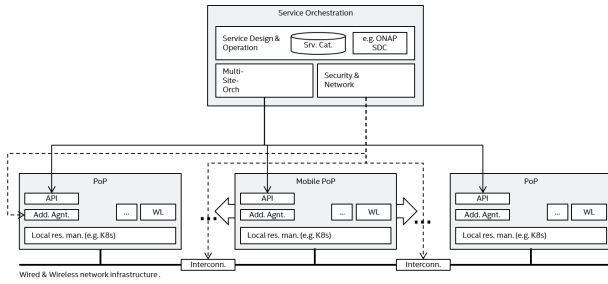 Service Orchestration
Service Design &
Operation
Srv. Cat.
e.g. ONAP
SDC
Multi-
Site-
Orch
Security &
Network
PoP
API
Add. Agnt.
...
WL
Local res. man. (e.g. K8s)
...
Mobile PoP
API
Add. Agnt.
...
WL
Local res. man. (e.g. K8s)
...
PoP
API
Add. Agnt.
...
WL
Local res. man. (e.g. K8s)
Interconn.
Interconn.
Wired & Wireless network infrastructure .